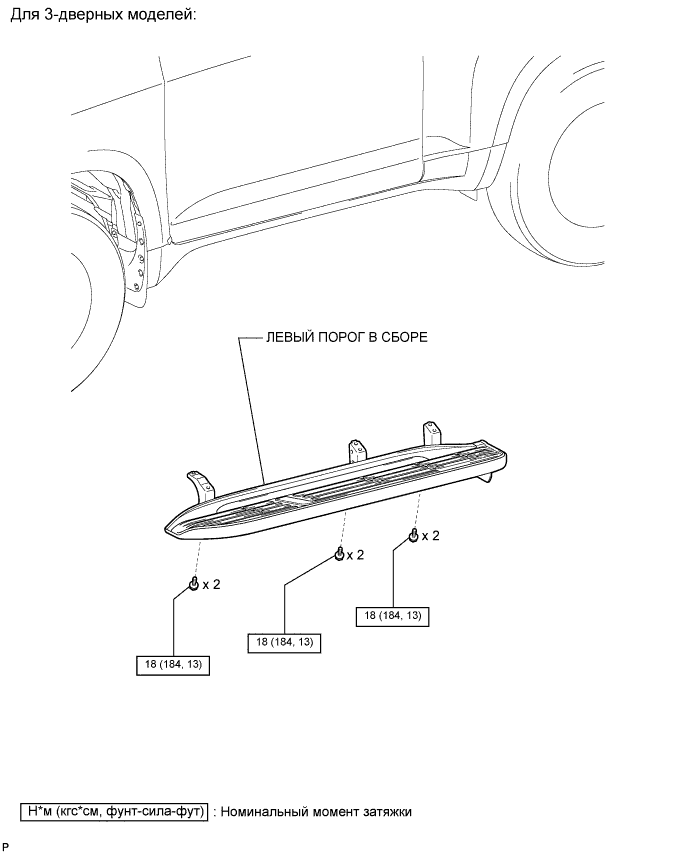 Для 3-дверных моделей:
ЛЕВЫЙ ПОРОГ В СБОРЕ
x 2
x 2
x 2
18 (184, 13)
18 (184, 13)
18 (184, 13)
Н*м (кгс*см, фунт-сила-фут) : Номинальный момент затяжки
P